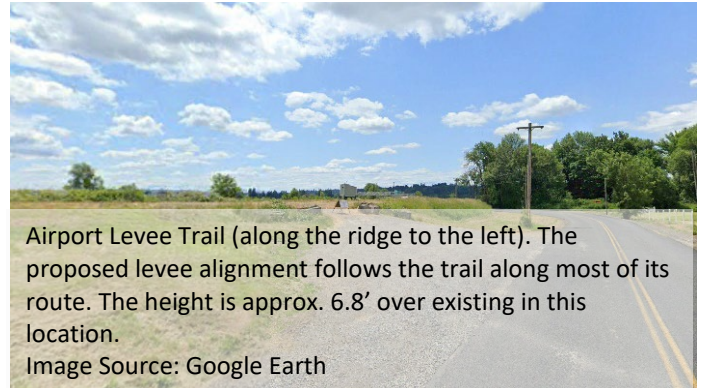 Airport Levee Trail (along the ridge to the left). The
proposed levee alignment follows the trail along most of its
route. The height is approx. 6.8’ over existing in this
location.
Image Source: Google Earth